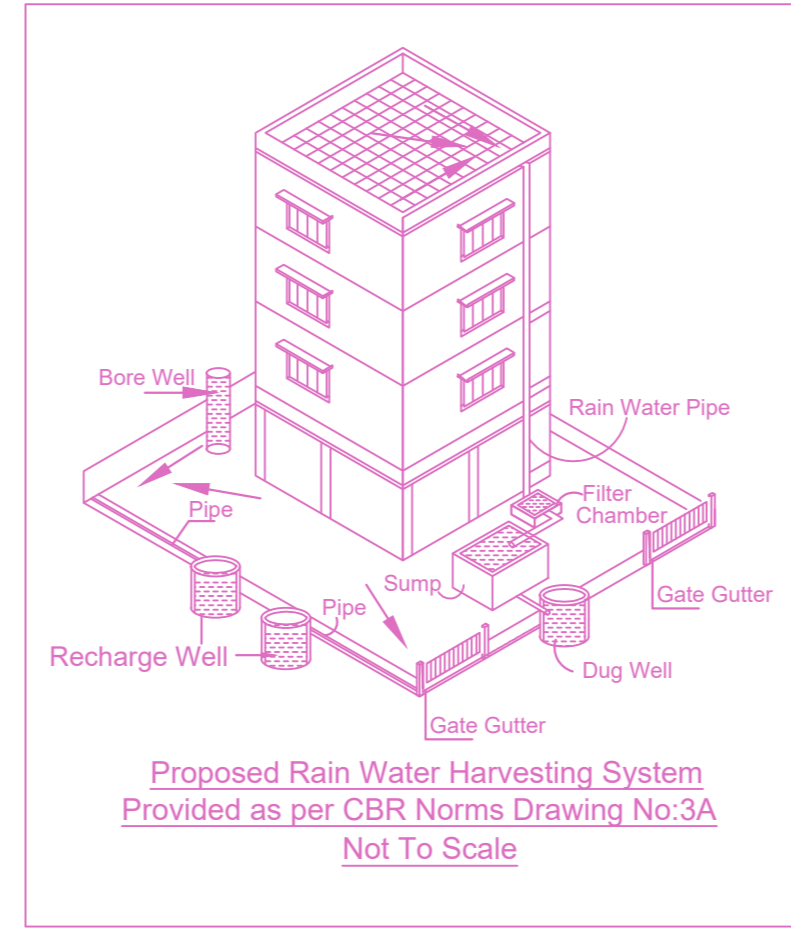 Bore Well
Rain Water Pipe
Filter
Chamber
Pipe
Sump
Gate Gutter
Pipe
Recharge Well
Dug Well
Gate Gutter
Proposed Rain Water Harvesting System
Provided as per CBR Norms Drawing No:3A
Not To Scale